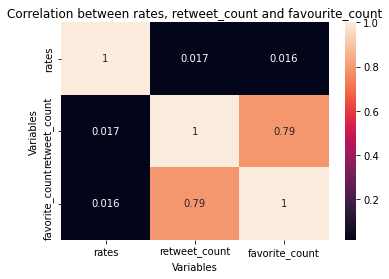 Correlation between rates, retweet_count and favourite_count
rates
1
0.017
0.016
retweet_count
0.017
1
0.79
favorite_count
0.016
0.79
1
Variables
rates
retweet_count
favorite_count
Variables
1.0
0.8
0.6
0.4
0.2